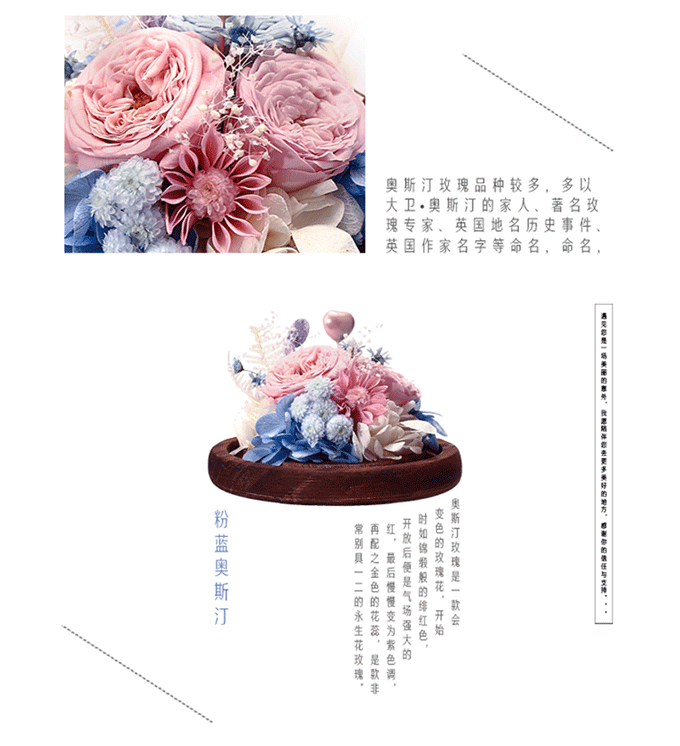 奥斯汀玫瑰品种较多，多以
大卫•奥斯汀的家人、著名玫
瑰专家、英国地名历史事件、
英国作家名字等命名，命名，
遇见您是一场美丽的意外，我愿陪伴您去更多美好的地方，感谢你的信任与支持。..
粉蓝奥斯汀
奥斯汀玫瑰是一款会
变色的玫瑰花，开始
时如锦缎般的绯红色，
开放后便是气场强大的
红，最后慢慢变为紫色调，
再配之金色的花蕊，是款非
常别具一二的永生花玫瑰。